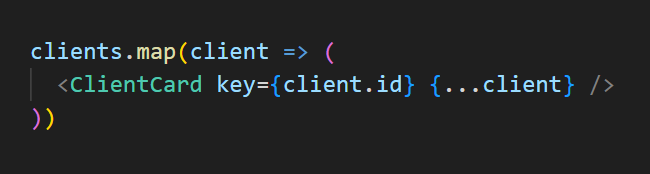 clients.map(client => (
  <ClientCard key={client.id} {...client} />
))